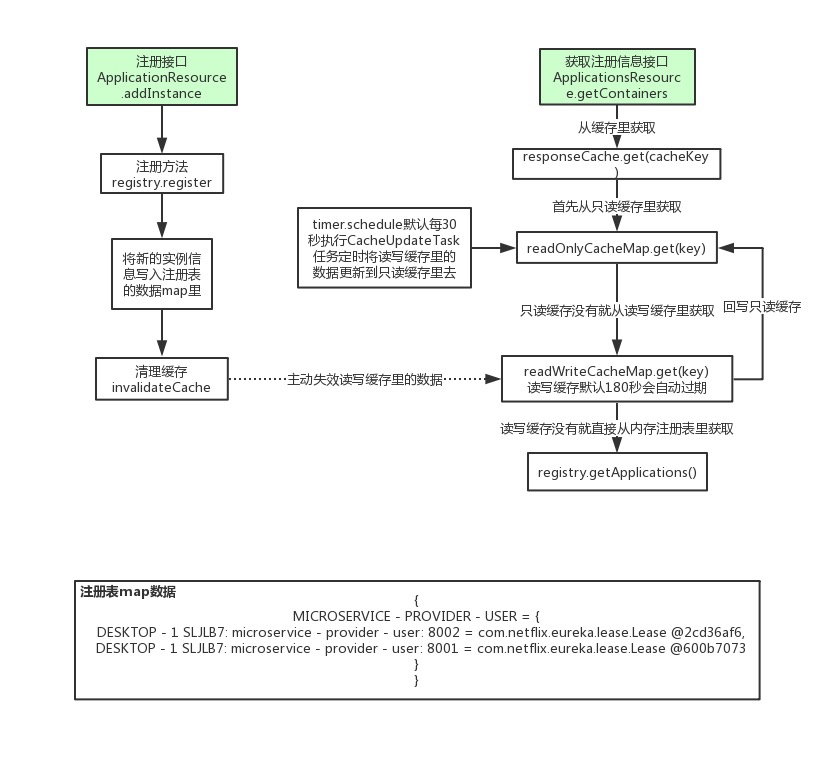 注册接口
ApplicationResource
.addInstance
注册方法
registry.register
将新的实例信
息写入注册表
的数据map里
清理缓存
invalidateCache
主动失效读写缓存里的数据
获取注册信息接口
ApplicationsResourc
e.getContainers
从缓存里获取
responseCache.get(cacheKey
)
首先从只读缓存里获取
timer.schedule默认每30
秒执行CacheUpdateTask
任务定时将读写缓存里的
数据更新到只读缓存里去
readOnlyCacheMap.get(key)
只读缓存没有就从读写缓存里获取
回写只读缓存
readWriteCacheMap.get(key)
读写缓存默认180秒会自动过期
读写缓存没有就直接从内存注册表里获取
registry.getApplications()
注册表map数据
{
MICROSERVICE - PROVIDER - USER = {
DESKTOP - 1 SLJLB7: microservice - provider - user: 8002 = com.netflix.eureka.lease.Lease @2cd36af6,
DESKTOP - 1 SLJLB7: microservice - provider - user: 8001 = com.netflix.eureka.lease.Lease @600b7073
}
}